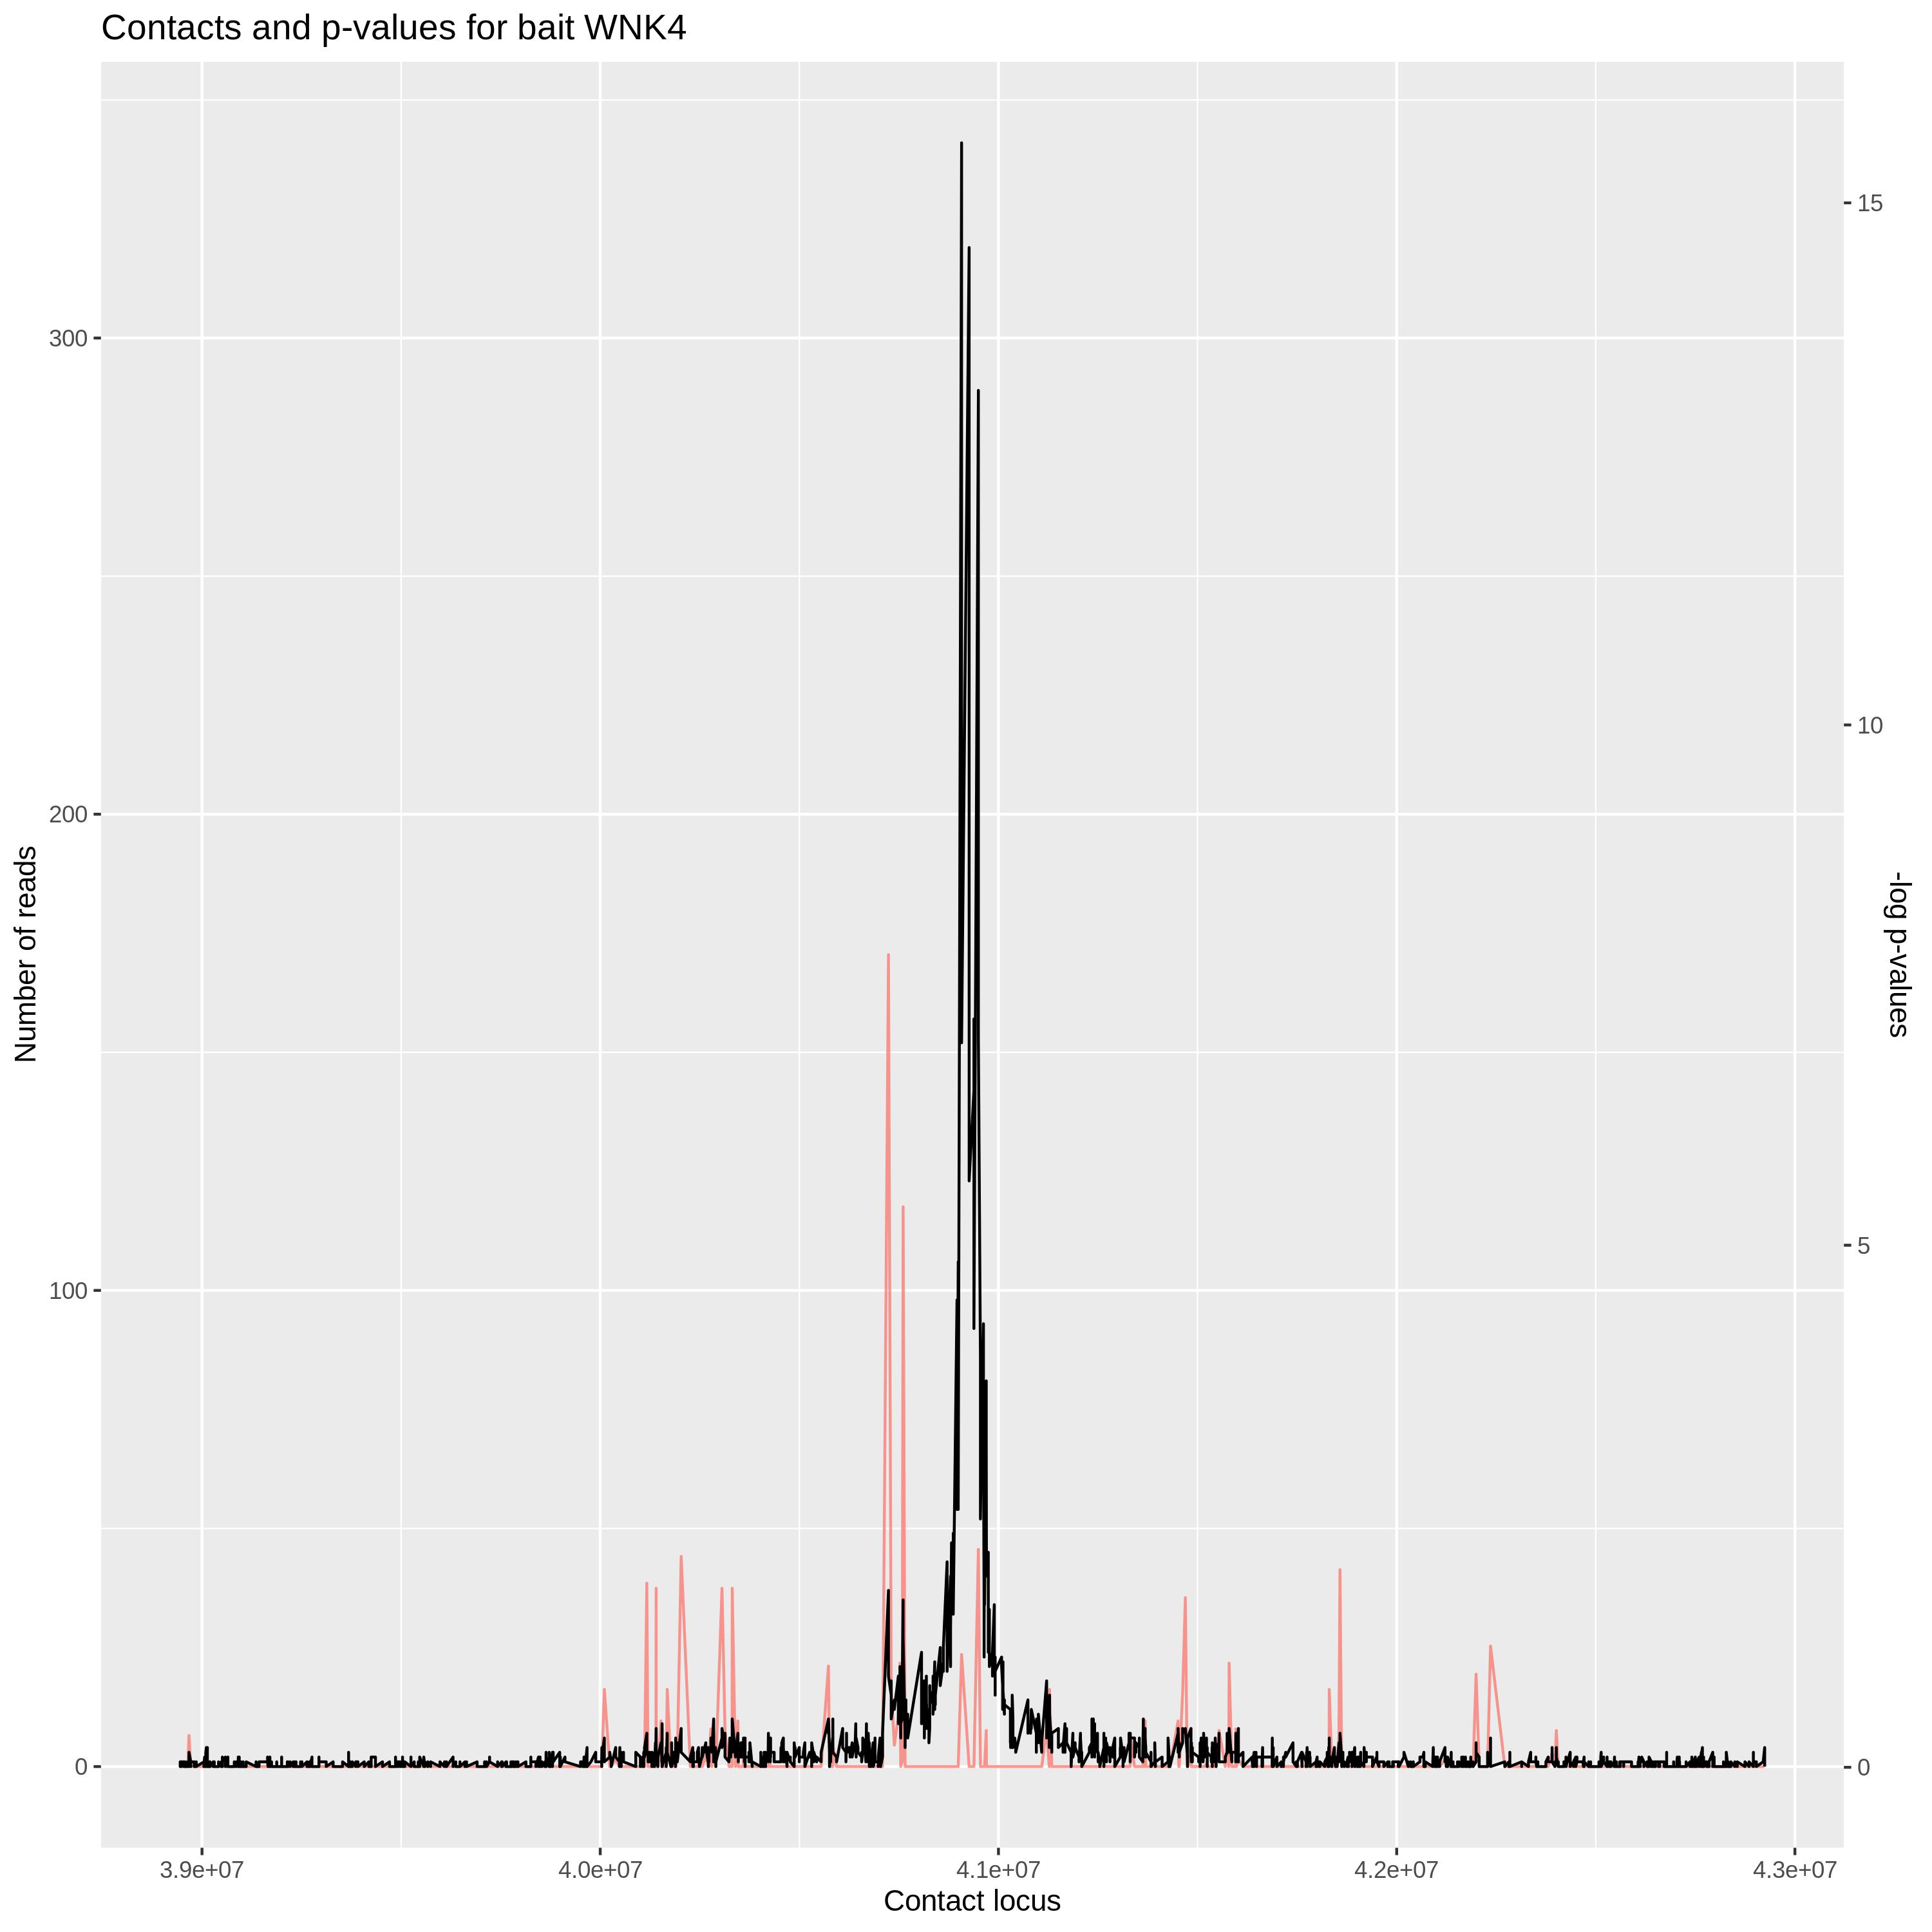 Contacts and p-values for bait WNK4
Number of reads
300
200
100
0
15
10
5
0
-log p-values
3.9e+07
4.0e+07
4.1e+07
4.2e+07
4.3e+07
Contact locus